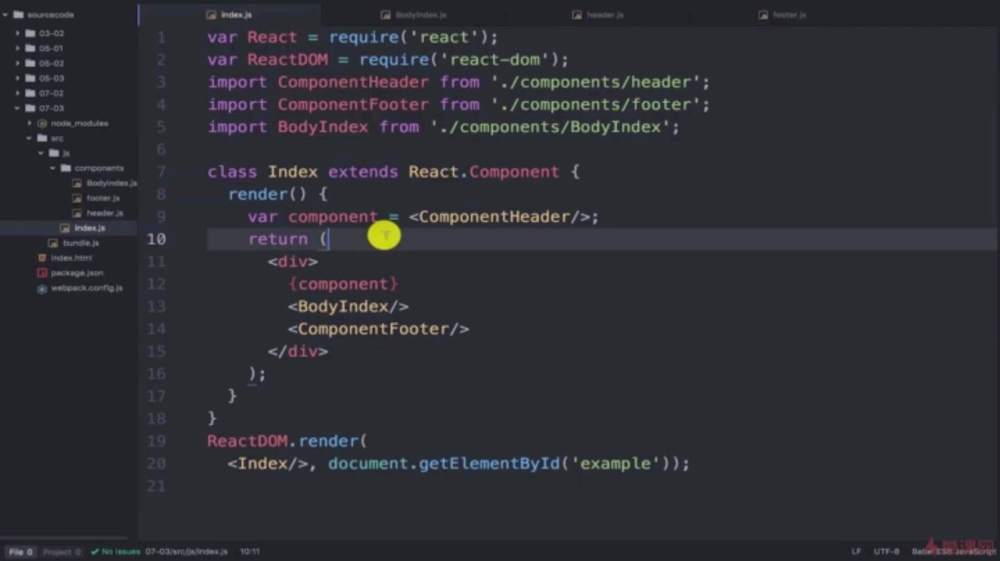 sourcecode
03-02
05-01
05-02
05-03
07-02
07-03
node_modules
src
js
components
BodyIndex.js
footer.js
header.js
index.js
bundle.js
index.html
package.json
webpack.config.js
index.js
BodyIndex.js
header.js
footer.js
1 var React = require('react');
2 var ReactDOM = require('react-dom');
3 import ComponentHeader from './components/header';
4 import ComponentFooter from './components/footer';
5 import BodyIndex from './components/BodyIndex';
6
7 class Index extends React.Component {
8 render() {
9 var component = <ComponentHeader/>;
10 return (
11 <div>
12 {component}
13 <BodyIndex/>
14 <ComponentFooter/>
15 </div>
16 );
17 }
18 }
19 ReactDOM.render(
20 <Index/>, document.getElementById('example'));
21
File 0 Project 0 No Issues 07-03/src/js/index.js 10:11 LF UTF-8 Babel ES6 JavaScript